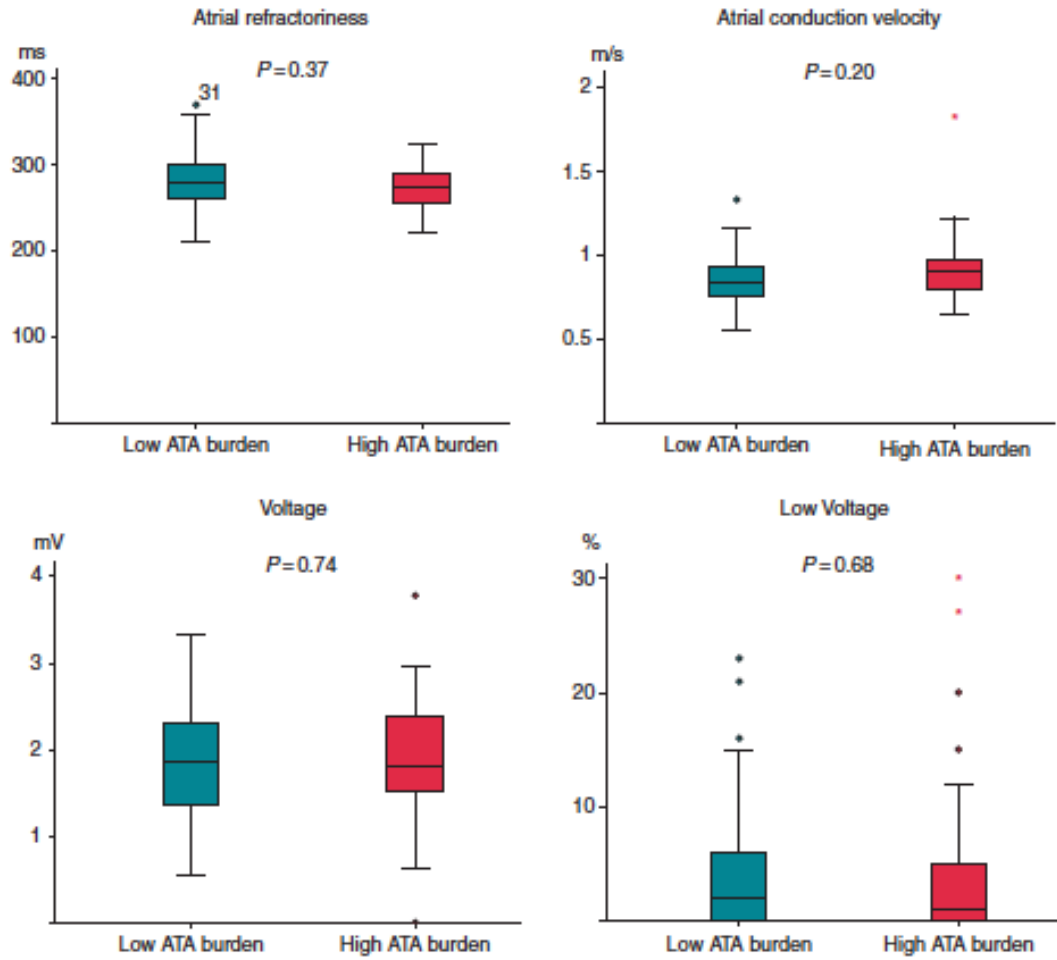 Atrial refractoriness
ms
P=0.37
400
31
300
200
100
Low ATA burden
High ATA burden
Atrial conduction velocity
m/s
P=0.20
2
1.5
1
0.5
Low ATA burden
High ATA burden
Voltage
mV
P=0.74
4
3
2
1
Low ATA burden
High ATA burden
Low Voltage
%
P=0.68
30
20
10
Low ATA burden
High ATA burden